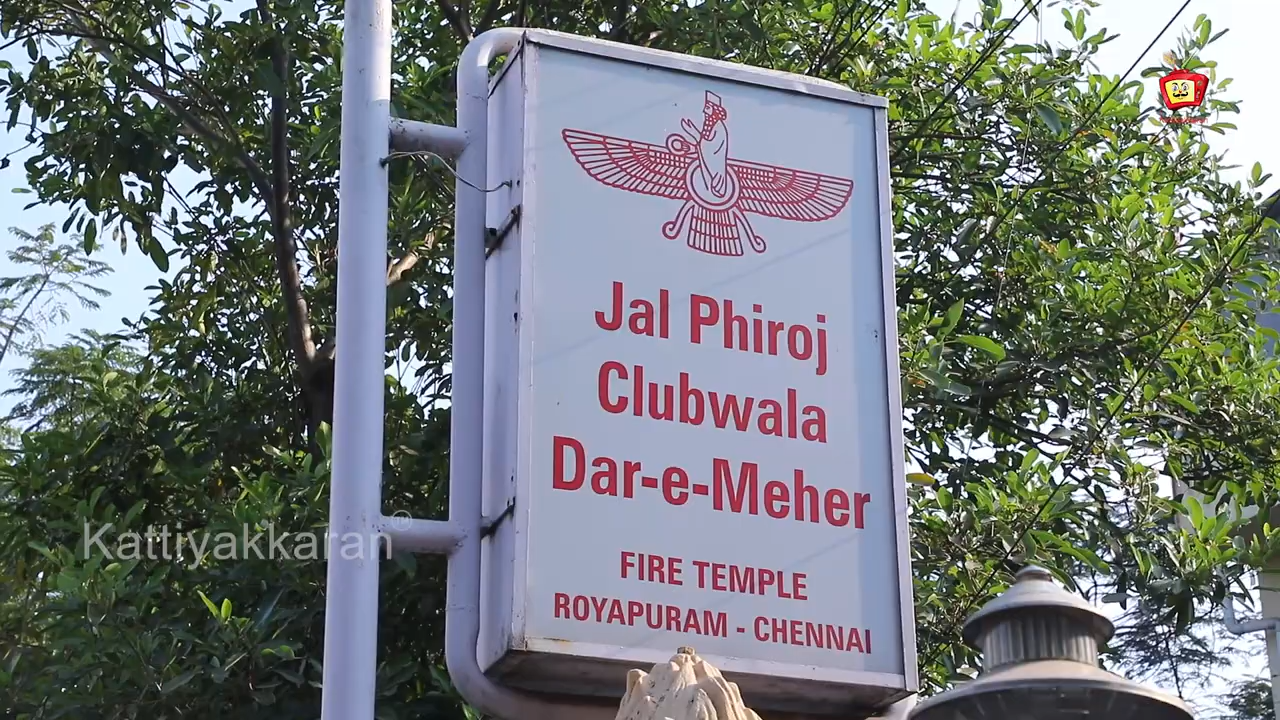 Jal Phiroj
Clubwala
Dar-e-Meher
FIRE TEMPLE
ROYAPURAM - CHENNAI
Kattiyakkaran®